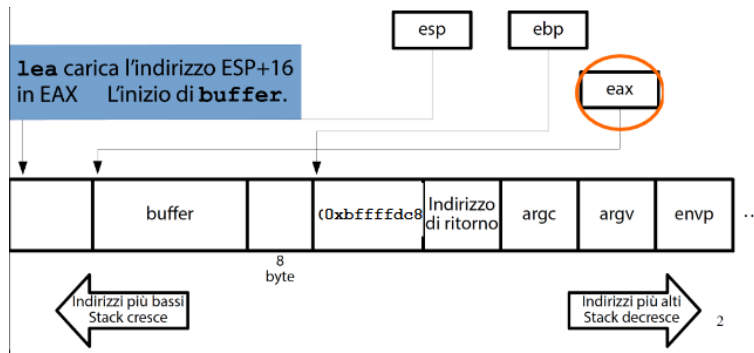 esp
ebp
lea carica l'indirizzo ESP+16
in EAX L'inizio di buffer.
eax
buffer
(0xbffffdc8
Indirizzo
di ritorno
argc
argv
envp
...
8
byte
Indirizzi più bassi
Stack cresce
Indirizzi più alti
Stack decresce
2